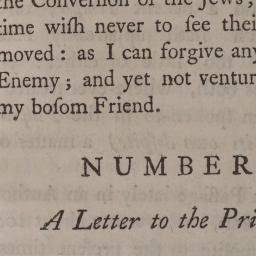 the Conversion of the Jews,
time wiſh never to ſee thei
moved: as I can forgive any
Enemy; and yet not ventur
my boſom Friend.
NUMBER
A Letter to the Pri